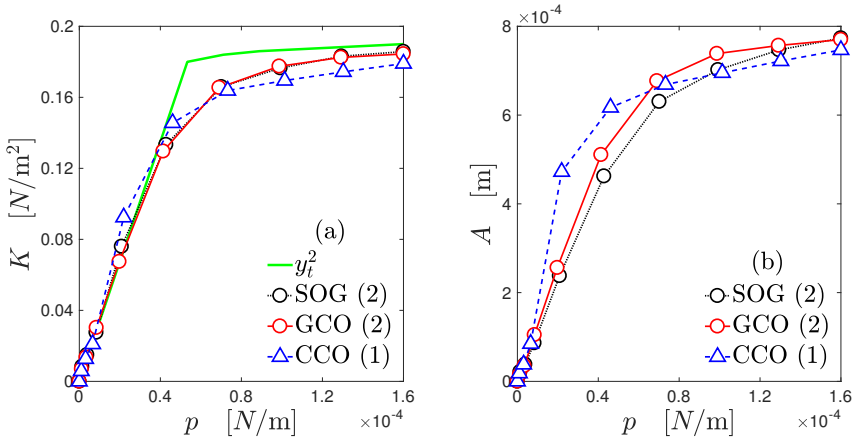 0.2
0.16
0.12
0.08
0.04
0
K [N/m²]
(a)
y_t^2
SOG (2)
GCO (2)
CCO (1)
0 0.4 0.8 1.2 1.6
p [N/m]
×10⁻⁴
×10⁻⁴
8
6
4
2
0
A [m]
(b)
SOG (2)
GCO (2)
CCO (1)
0 0.4 0.8 1.2 1.6
p [N/m]
×10⁻⁴